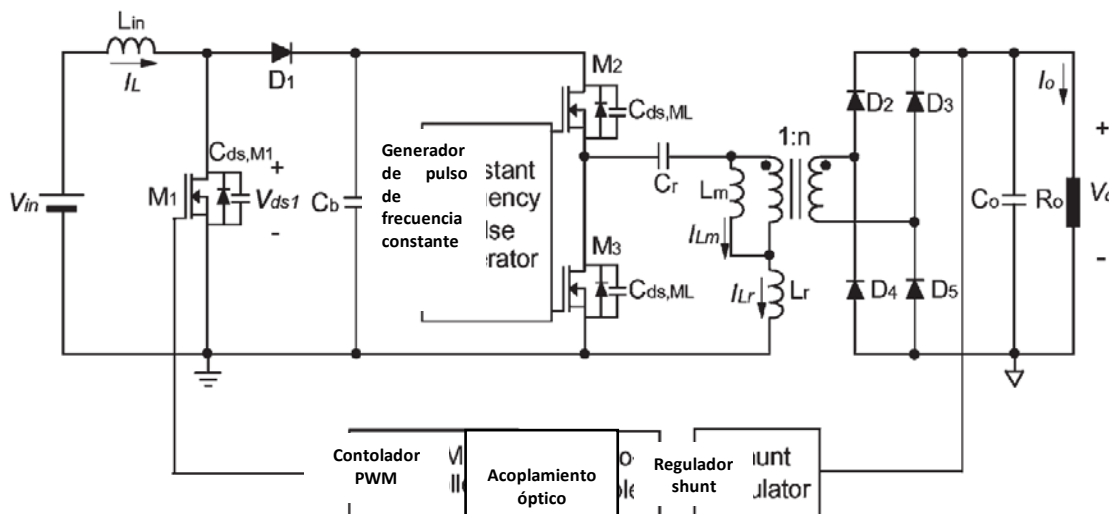 Lin
IL
D1
M2
Cds,ML
D2
D3
Io
+
1:n
Generador
de pulso
de
frecuencia
constante
stant
uency
lse
erator
Cds,M1
+
Vin
M1
Vds1
-
Cb
Cr
Lm
ILm
Co
Ro
M3
Cds,ML
ILr
Lr
D4
D5
-
Contolador
PWM
Acoplamiento
óptico
Regulador
shunt
hunt
ulator